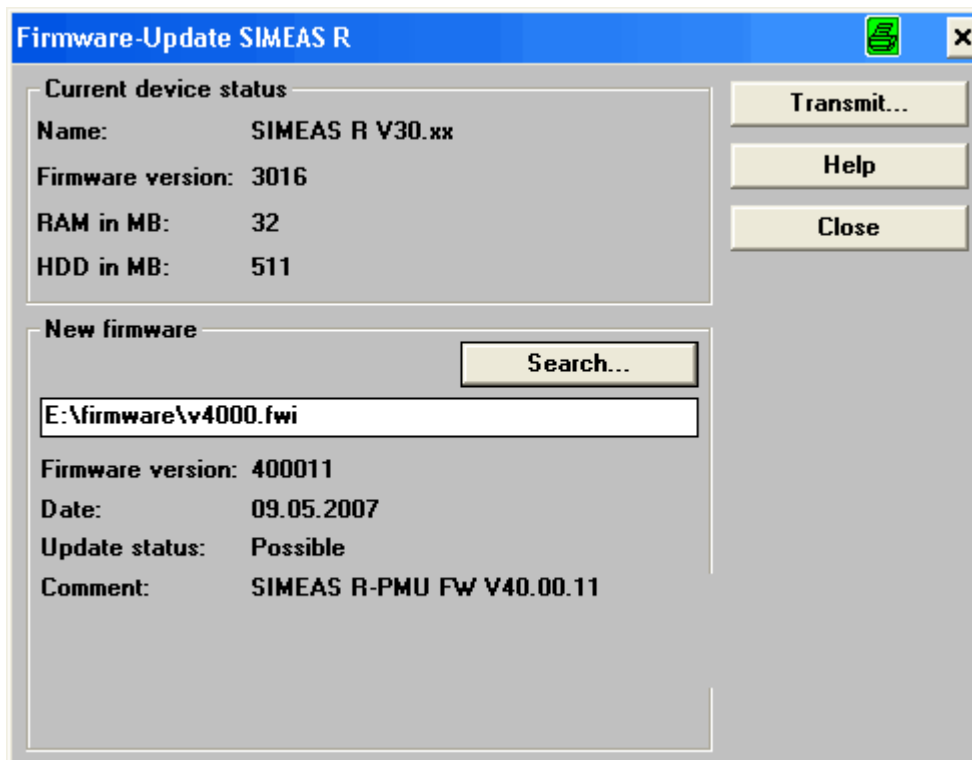 Firmware-Update SIMEAS R
Current device status
Name: SIMEAS R V30.xx
Firmware version: 3016
RAM in MB: 32
HDD in MB: 511
Transmit...
Help
Close
New firmware
Search...
E:\firmware\v4000.fwi
Firmware version: 400011
Date: 09.05.2007
Update status: Possible
Comment: SIMEAS R-PMU FW V40.00.11